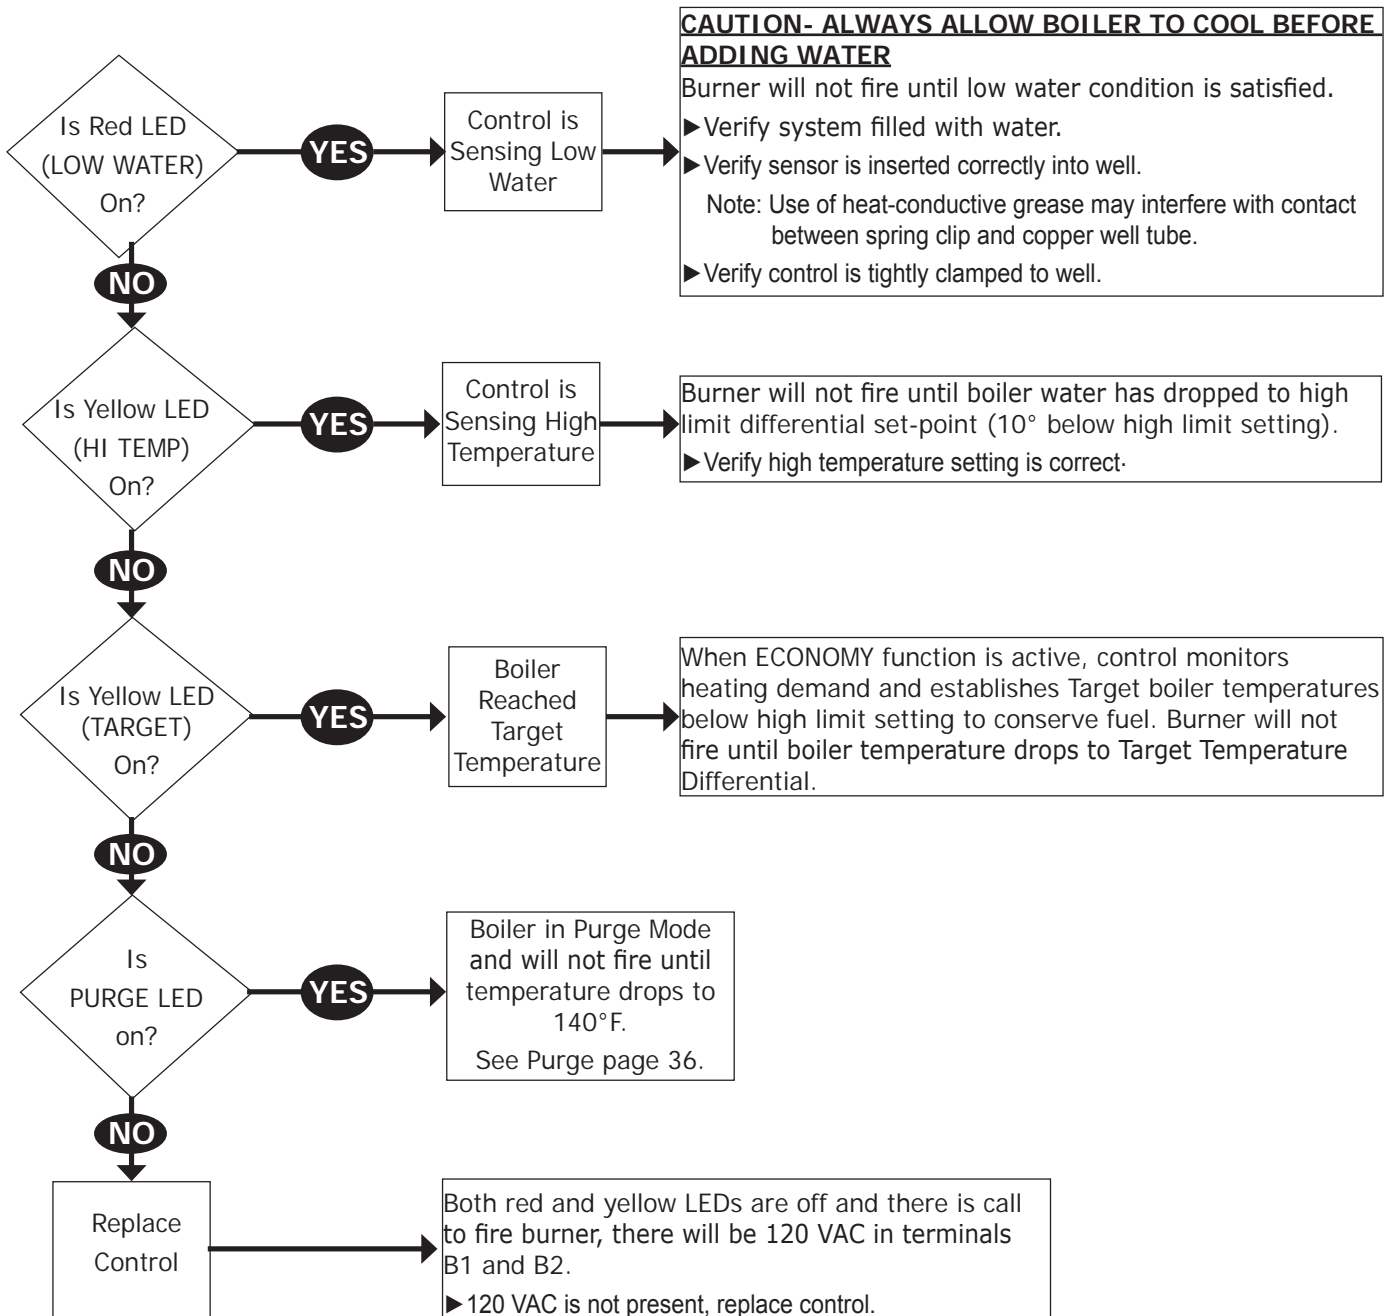 Is Red LED
(LOW WATER)
On?
YES
Control is
Sensing Low
Water
CAUTION- ALWAYS ALLOW BOILER TO COOL BEFORE
ADDING WATER
Burner will not fire until low water condition is satisfied.
►Verify system filled with water.
►Verify sensor is inserted correctly into well.
Note: Use of heat-conductive grease may interfere with contact
between spring clip and copper well tube.
►Verify control is tightly clamped to well.
NO
Is Yellow LED
(HI TEMP)
On?
YES
Control is
Sensing High
Temperature
Burner will not fire until boiler water has dropped to high
limit differential set-point (10° below high limit setting).
►Verify high temperature setting is correct.
NO
Is Yellow LED
(TARGET)
On?
YES
Boiler
Reached
Target
Temperature
When ECONOMY function is active, control monitors
heating demand and establishes Target boiler temperatures
below high limit setting to conserve fuel. Burner will not
fire until boiler temperature drops to Target Temperature
Differential.
NO
Is
PURGE LED
on?
YES
Boiler in Purge Mode
and will not fire until
temperature drops to
140°F.
See Purge page 36.
NO
Replace
Control
Both red and yellow LEDs are off and there is call
to fire burner, there will be 120 VAC in terminals
B1 and B2.
►120 VAC is not present, replace control.